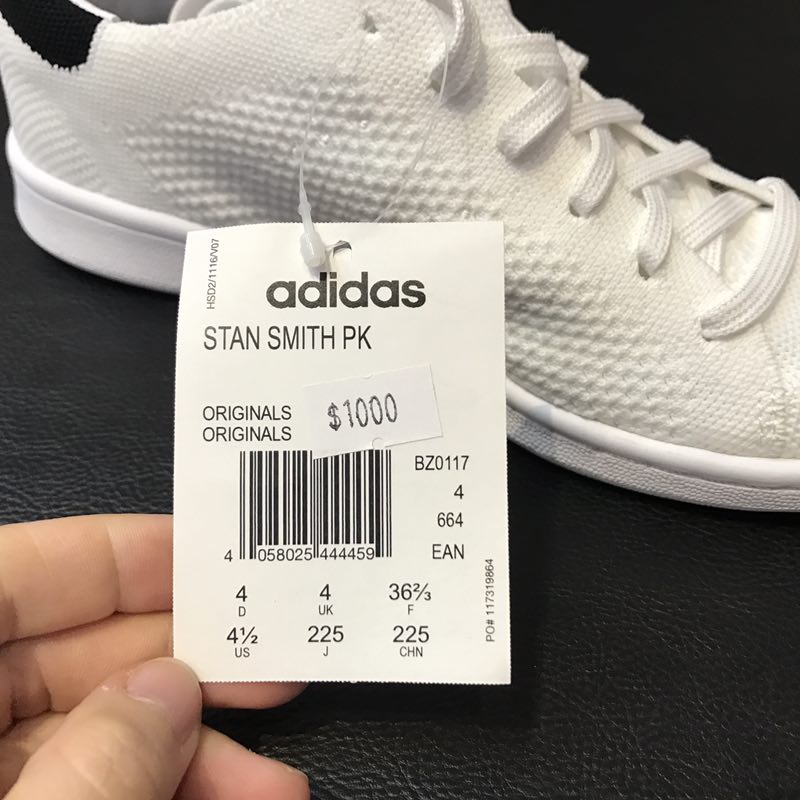 HSD2/1116/V07
adidas
STAN SMITH PK
$1000
ORIGINALS
ORIGINALS
BZ0117
4
664
4 058025 444459 EAN
4 4 36⅔
D UK F
4½ 225 225
US J CHN
PO# 117319864